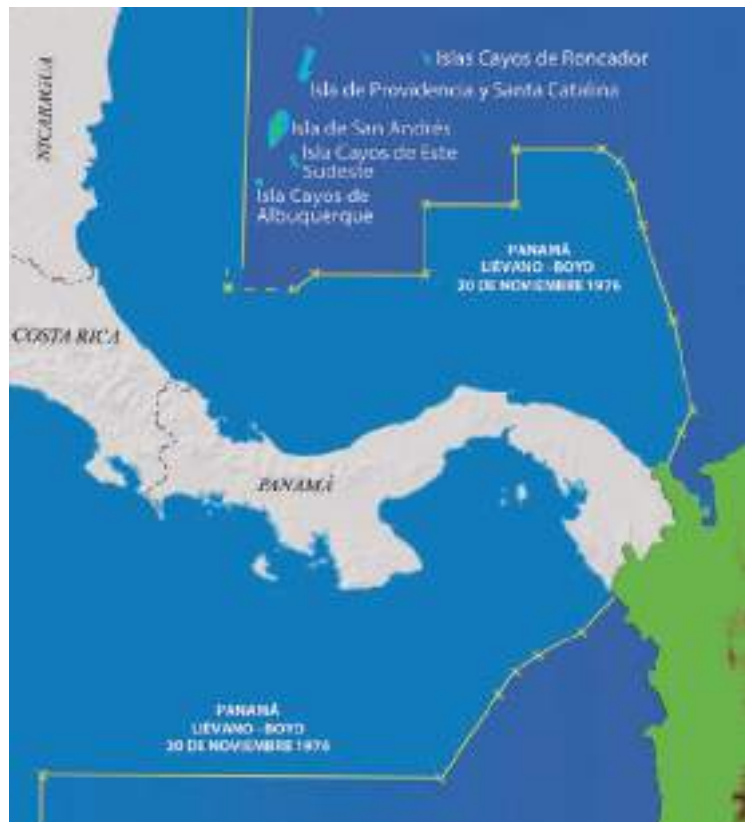 NICARAGUA
Islas Cayos de Roncador
Isla de Providencia y Santa Catalina
Isla de San Andrés
Isla Cayos de Este
Sudeste
Isla Cayos de
Albuquerque
PANAMÁ
LIÉVANO - BOYD
20 DE NOVIEMBRE 1976
COSTA RICA
PANAMÁ
PANAMÁ
LIÉVANO - BOYD
20 DE NOVIEMBRE 1976